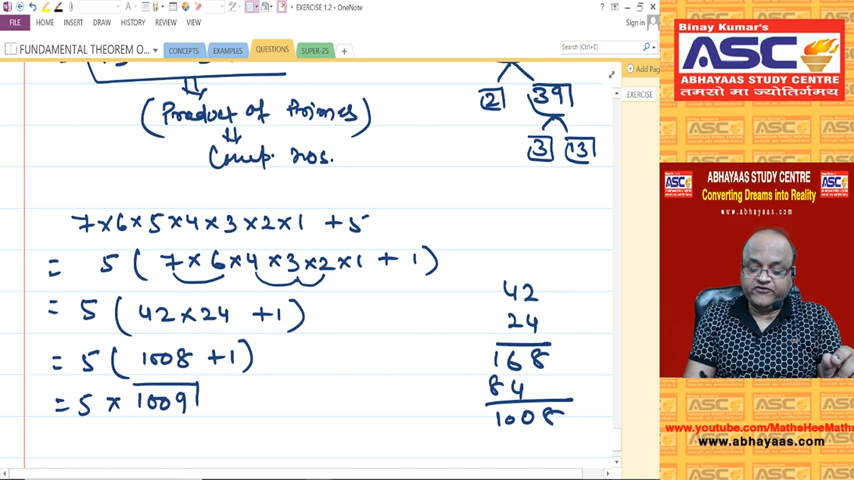 EXERCISE 1.2 - OneNote
Sign in
FILE HOME INSERT DRAW HISTORY REVIEW VIEW
FUNDAMENTAL THEOREM O... CONCEPTS EXAMPLES QUESTIONS SUPER-25 +
Search (Ctrl+E)
Add Page
EXERCISE
2 39
3 13
(Product of Primes)
Comp. nos.
7×6×5×4×3×2×1 +5
= 5 (7×6×4×3×2×1 + 1)
= 5 (42×24 +1)
= 5 (1008 +1)
= 5 × 1009
42
24
168
84
1008
Binay Kumar's
ASC
ABHAYAAS STUDY CENTRE
तमसो मा ज्योतिर्गमय
ABHAYAAS STUDY CENTRE
Converting Dreams into Reality
www.abhayaas.com
www.youtube.com/MathsHeeMaths
www.abhayaas.com